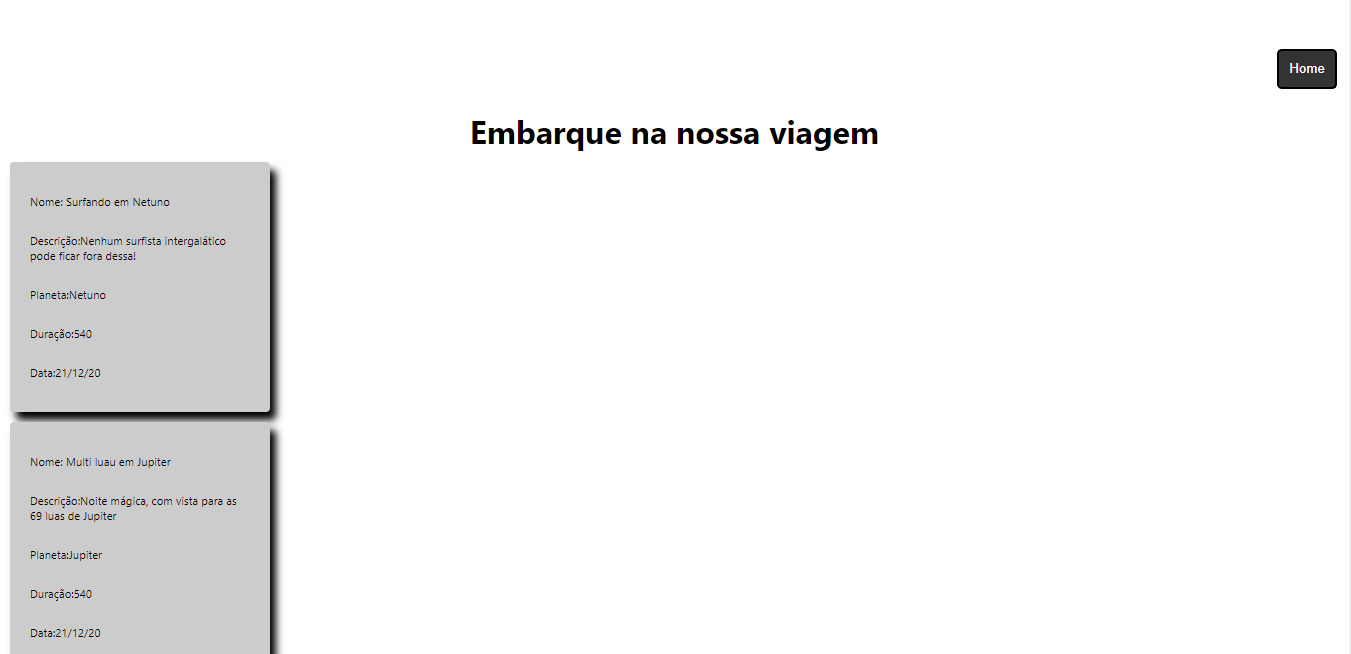 Home
Embarque na nossa viagem
Nome: Surfando em Netuno
Descrição:Nenhum surfista intergalático
pode ficar fora dessa!
Planeta:Netuno
Duração:540
Data:21/12/20
Nome: Multi luau em Jupiter
Descrição:Noite mágica, com vista para as
69 luas de Jupiter
Planeta:Jupiter
Duração:540
Data:21/12/20